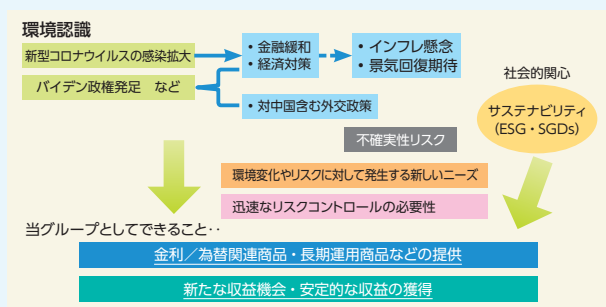 環境認識
新型コロナウイルスの感染拡大
バイデン政権発足　など
• 金融緩和
• 経済対策
• インフレ懸念
• 景気回復期待
• 対中国含む外交政策
社会的関心
サステナビリティ
（ESG・SGDs）
不確実性リスク
環境変化やリスクに対して発生する新しいニーズ
迅速なリスクコントロールの必要性
当グループとしてできること‥
金利／為替関連商品・長期運用商品などの提供
新たな収益機会・安定的な収益の獲得